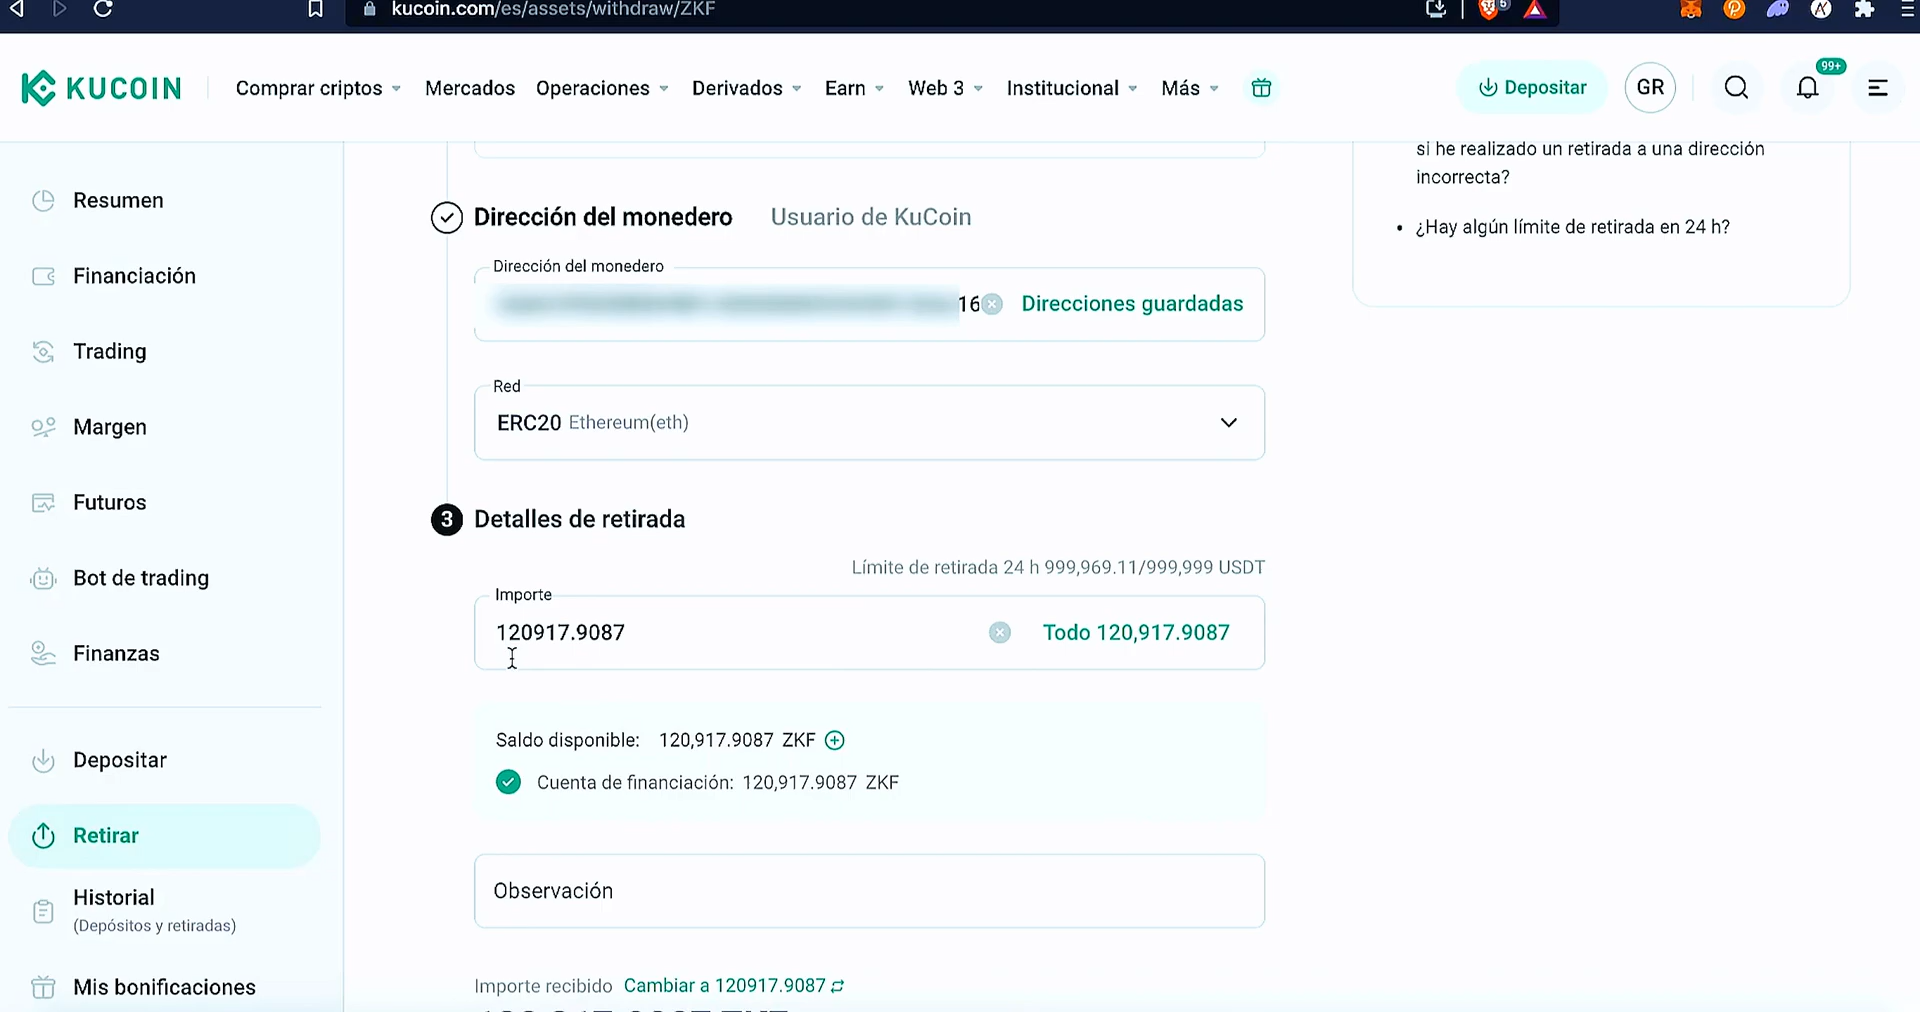 kucoin.com/es/assets/withdraw/ZKF
6
KUCOIN
Comprar criptos
Mercados
Operaciones
Derivados
Earn
Web 3
Institucional
Más
Depositar
GR
99+
Resumen
Financiación
Trading
Margen
Futuros
Bot de trading
Finanzas
Depositar
Retirar
Historial
(Depósitos y retiradas)
Mis bonificaciones
Dirección del monedero
Usuario de KuCoin
Dirección del monedero
16
Direcciones guardadas
Red
ERC20 Ethereum(eth)
3
Detalles de retirada
Límite de retirada 24 h 999,969.11/999,999 USDT
Importe
120917.9087
Todo 120,917.9087
Saldo disponible: 120,917.9087 ZKF
Cuenta de financiación: 120,917.9087 ZKF
Observación
Importe recibido Cambiar a 120917.9087
si he realizado un retirada a una dirección
incorrecta?
• ¿Hay algún límite de retirada en 24 h?